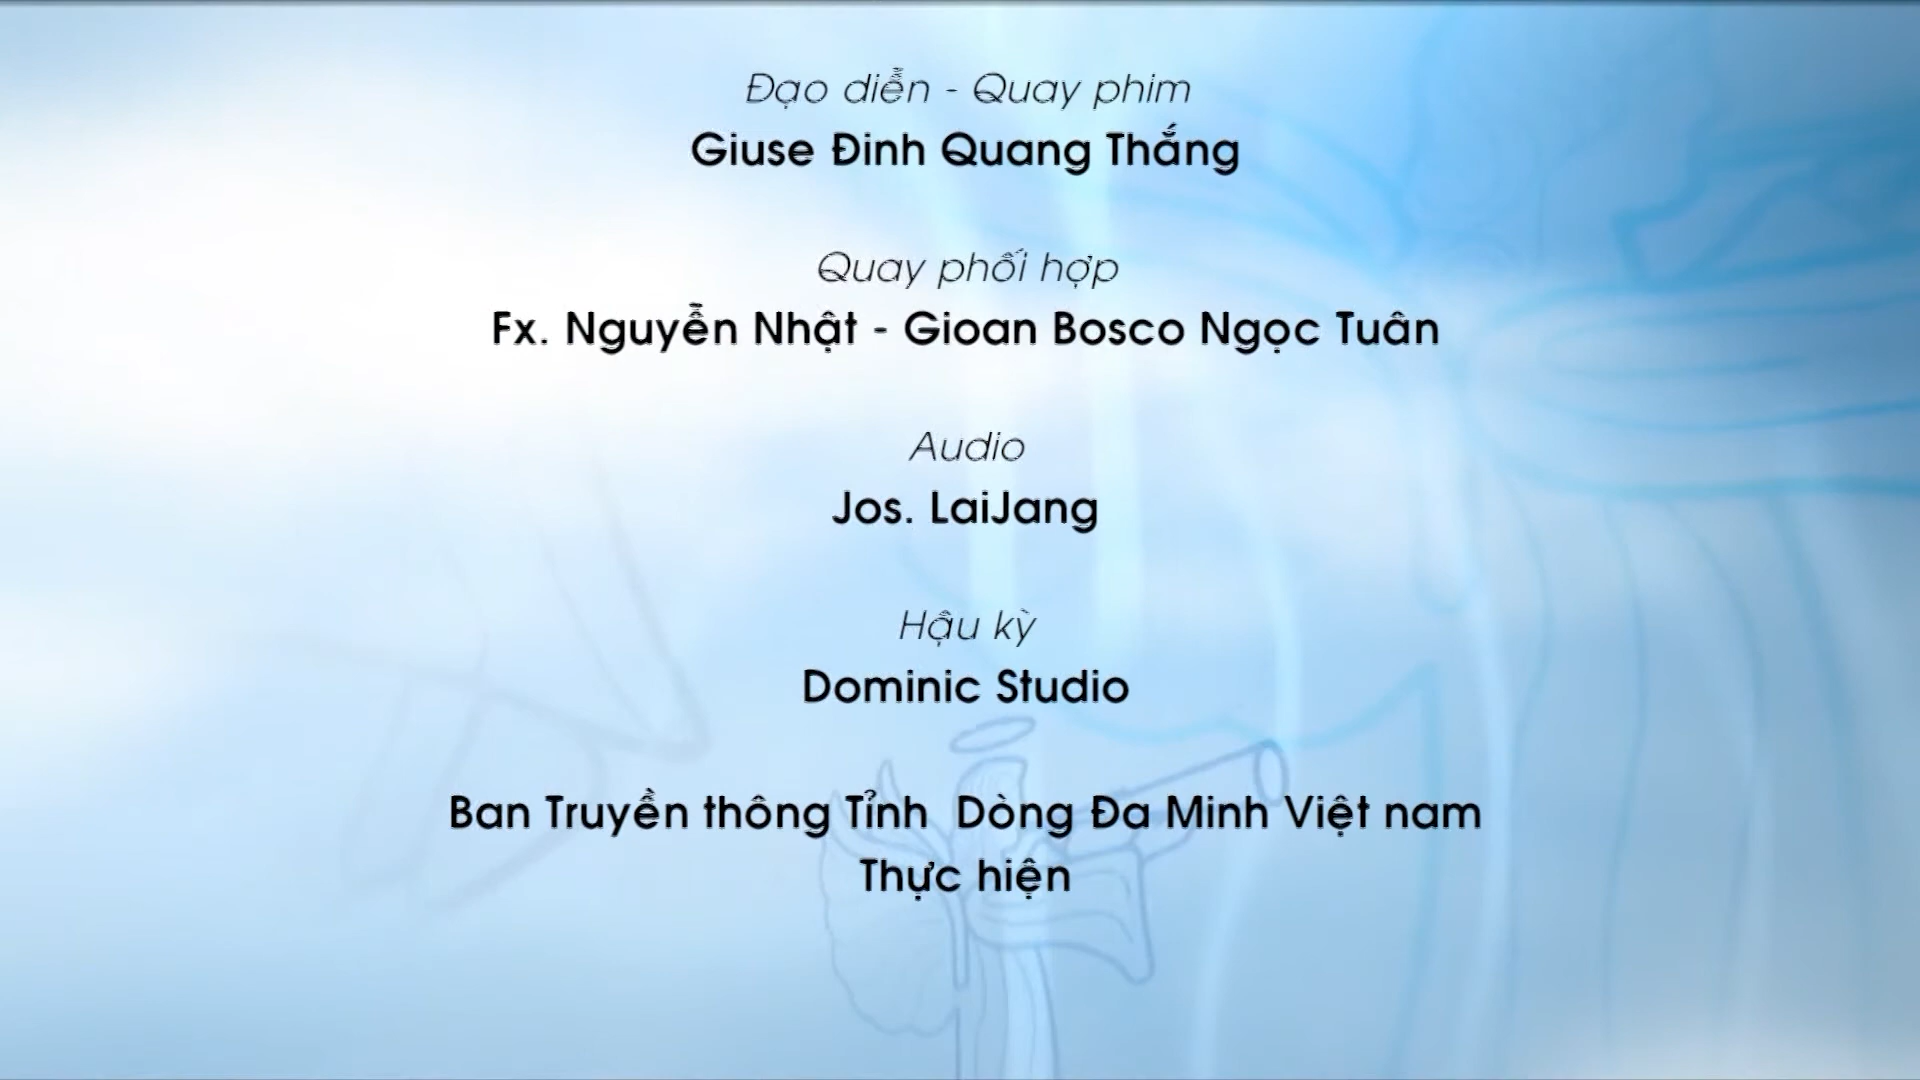 Đạo diễn - Quay phim
Giuse Đinh Quang Thắng
Quay phối hợp
Fx. Nguyễn Nhật - Gioan Bosco Ngọc Tuân
Audio
Jos. LaiJang
Hậu kỳ
Dominic Studio
Ban Truyền thông Tỉnh Dòng Đa Minh Việt nam
Thực hiện